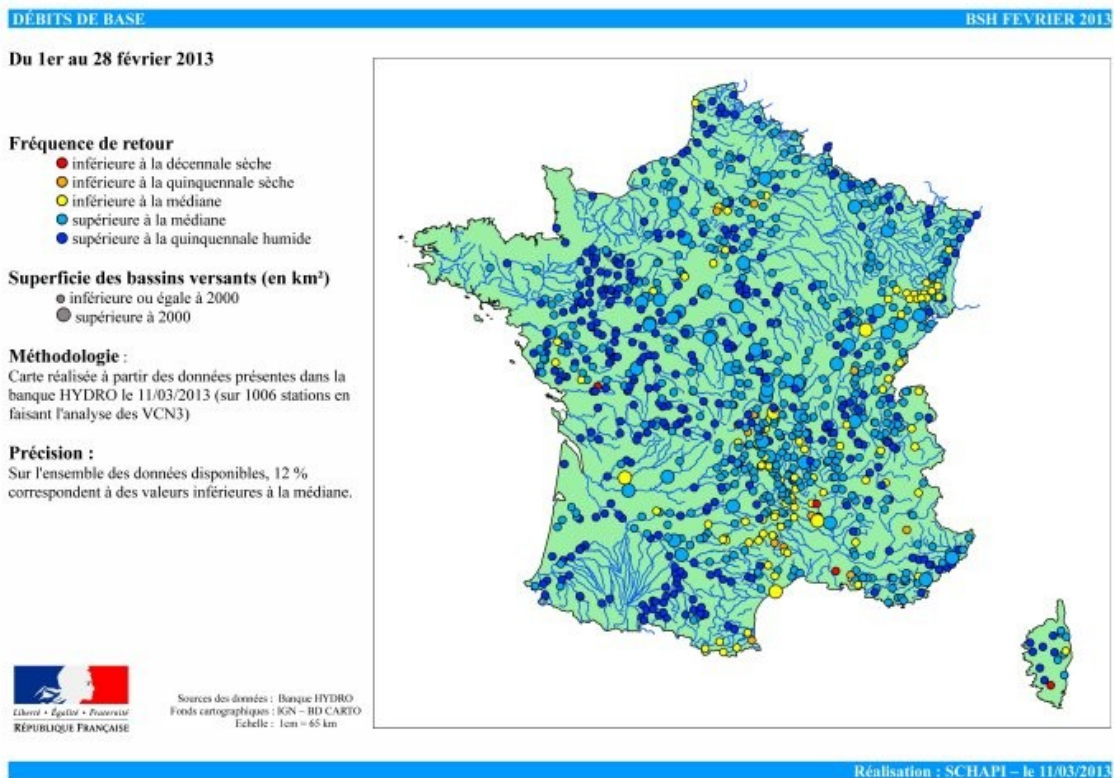 DÉBITS DE BASE
BSH FEVRIER 2013
Du 1er au 28 février 2013
Fréquence de retour
inférieure à la décennale sèche
inférieure à la quinquennale sèche
inférieure à la médiane
supérieure à la médiane
supérieure à la quinquennale humide
Superficie des bassins versants (en km²)
inférieure ou égale à 2000
supérieure à 2000
Méthodologie :
Carte réalisée à partir des données présentes dans la
banque HYDRO le 11/03/2013 (sur 1006 stations en
faisant l'analyse des VCN3)
Précision :
Sur l'ensemble des données disponibles, 12 %
correspondent à des valeurs inférieures à la médiane.
Liberté • Égalité • Fraternité
RÉPUBLIQUE FRANÇAISE
Sources des données : Banque HYDRO
Fonds cartographiques : IGN – BD CARTO
Echelle : 1cm = 65 km
Réalisation : SCHAPI – le 11/03/2013